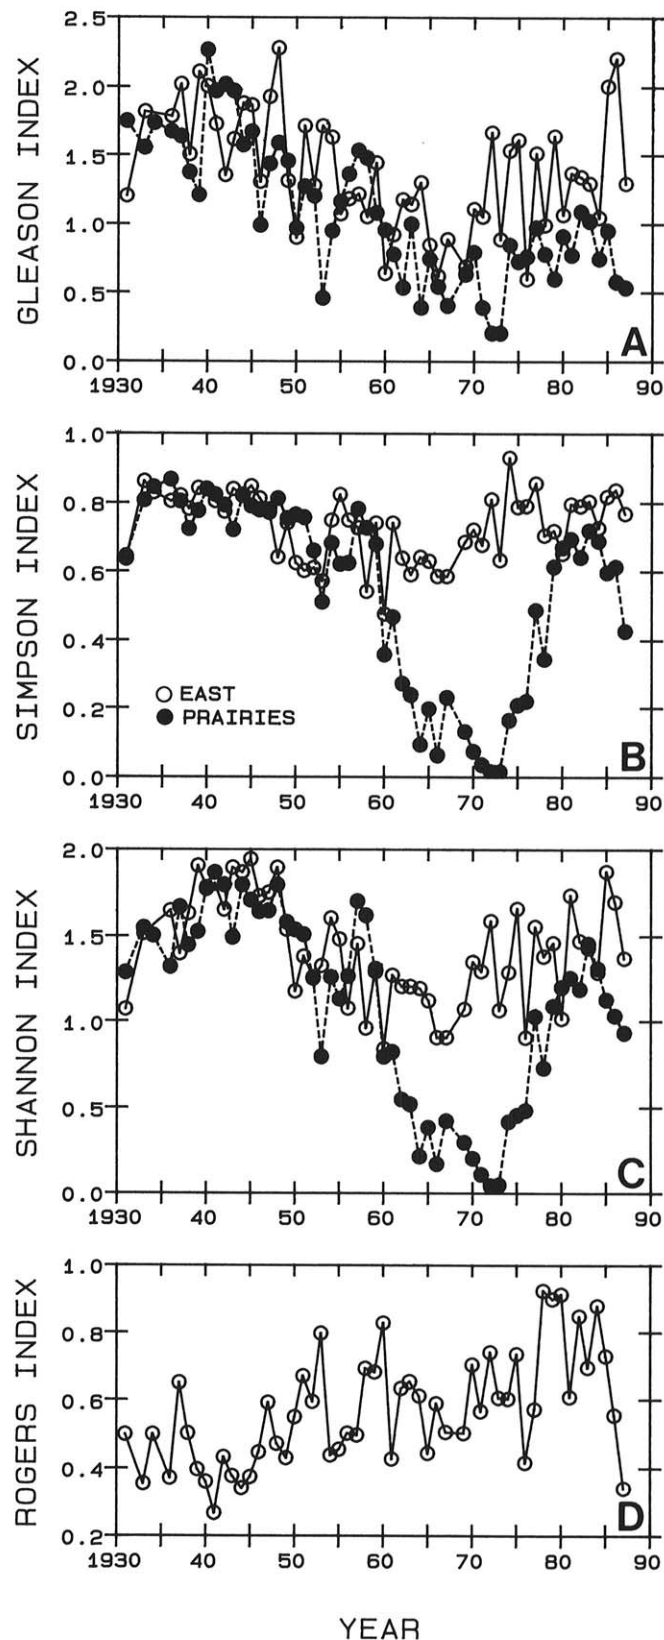 2.5
2.0
1.5
1.0
0.5
0.0
GLEASON INDEX
A
1930 40 50 60 70 80 90
1.0
0.8
0.6
0.4
0.2
0.0
SIMPSON INDEX
EAST
PRAIRIES
B
1930 40 50 60 70 80 90
2.0
1.5
1.0
0.5
0.0
SHANNON INDEX
C
1930 40 50 60 70 80 90
1.0
0.8
0.6
0.4
0.2
ROGERS INDEX
D
1930 40 50 60 70 80 90
YEAR